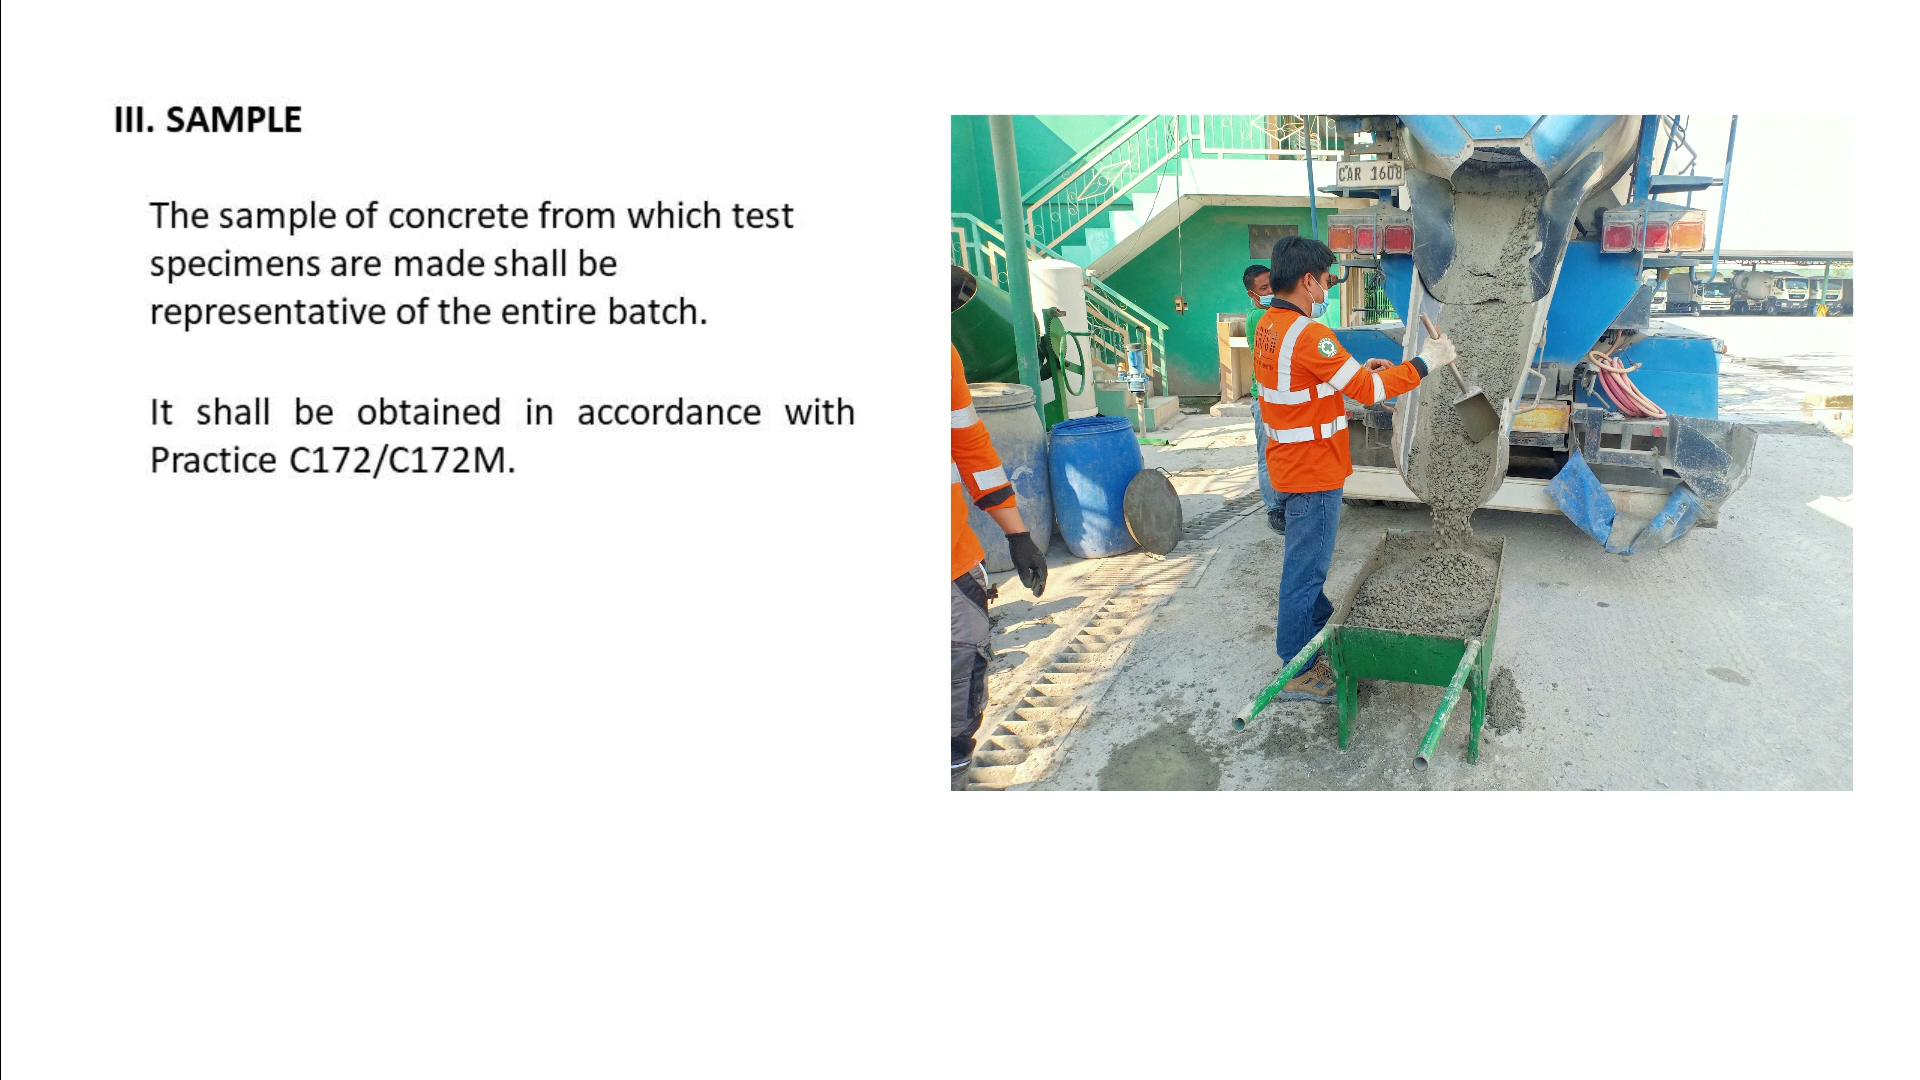 III. SAMPLE
The sample of concrete from which test
specimens are made shall be
representative of the entire batch.
It shall be obtained in accordance with
Practice C172/C172M.
CAR 1608